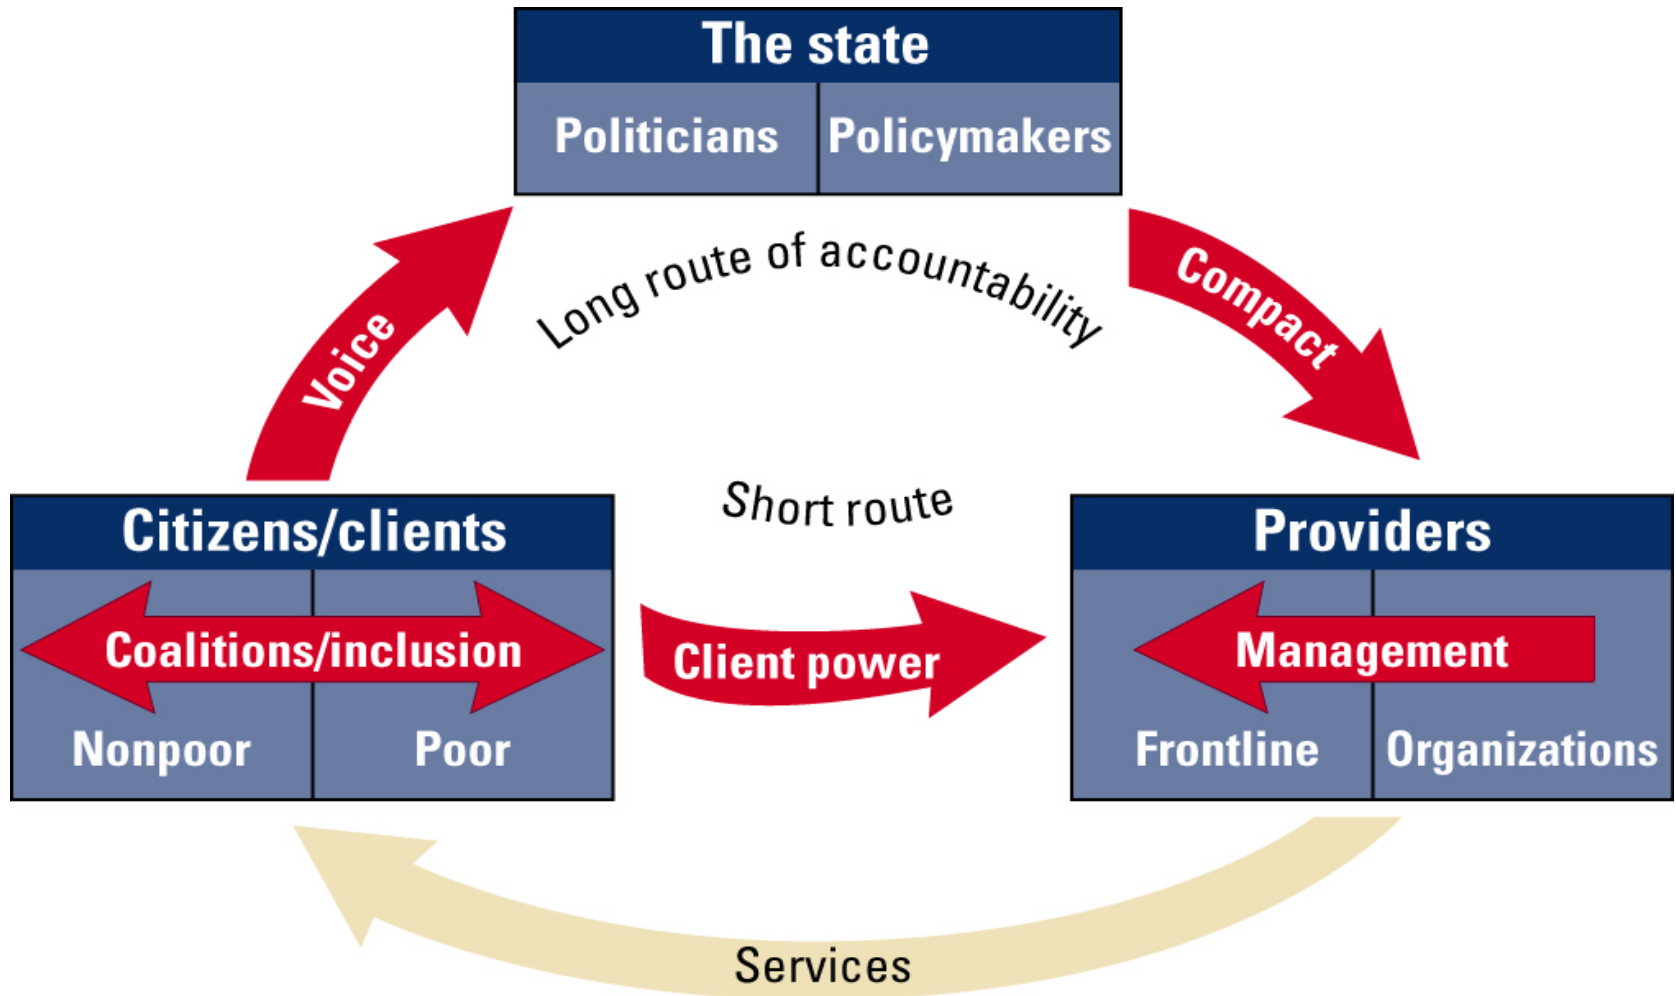 The state
Politicians
Policymakers
Long route of accountability
Voice
Compact
Short route
Citizens/clients
Coalitions/inclusion
Nonpoor
Poor
Client power
Providers
Management
Frontline
Organizations
Services